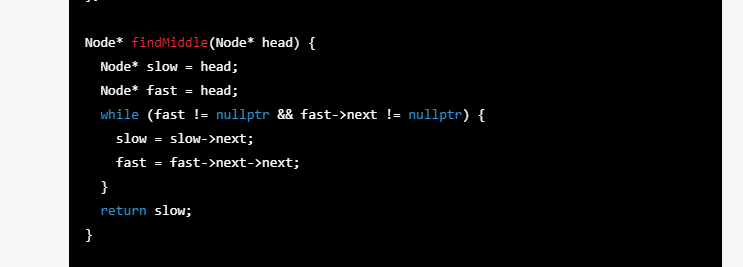 };
Node* findMiddle(Node* head) {
  Node* slow = head;
  Node* fast = head;
  while (fast != nullptr && fast->next != nullptr) {
    slow = slow->next;
    fast = fast->next->next;
  }
  return slow;
}